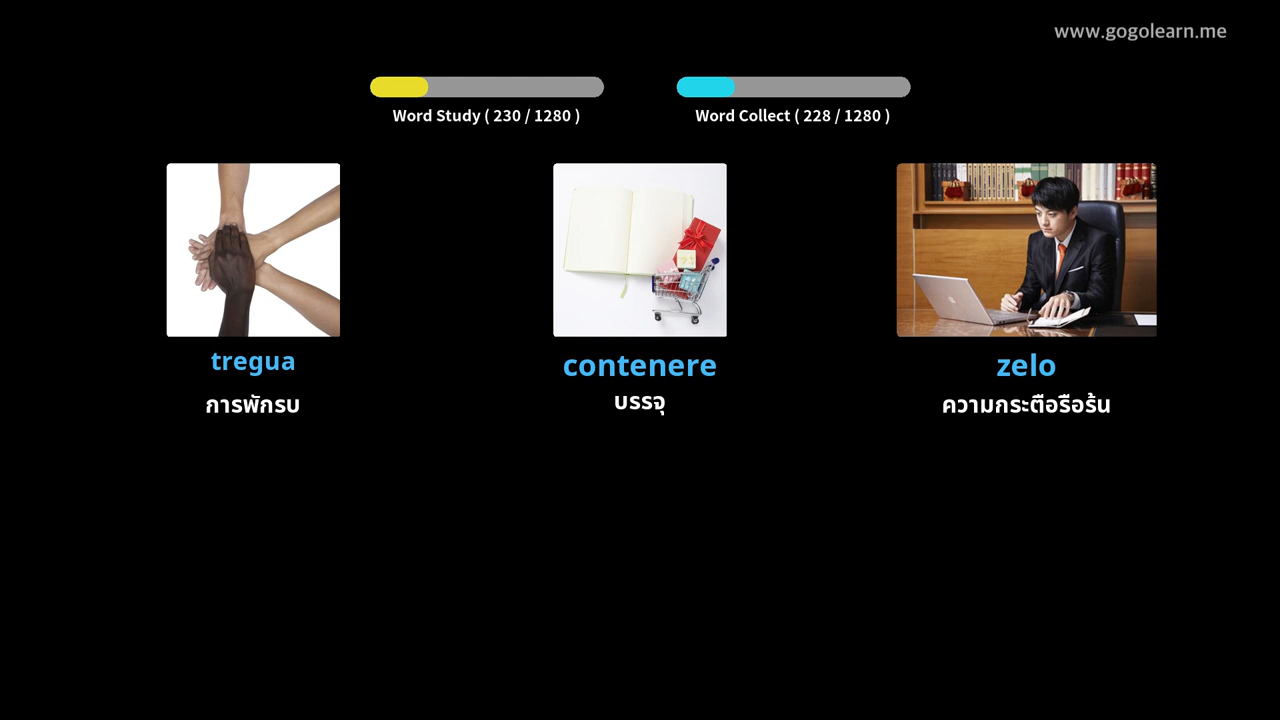 www.gogolearn.me
Word Study ( 230 / 1280 )
Word Collect ( 228 / 1280 )
tregua
contenere
zelo
การพักรบ
บรรจุ
ความกระตือรือร้น